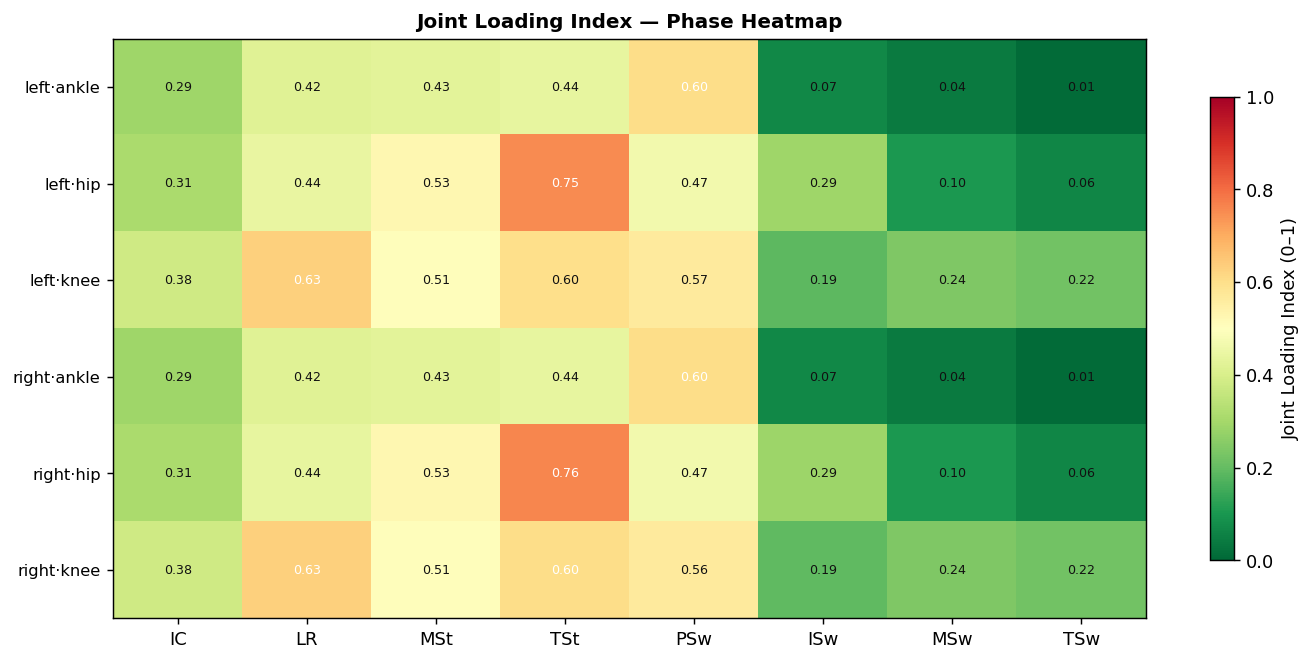 Joint Loading Index — Phase Heatmap
left·ankle 0.29 0.42 0.43 0.44 0.60 0.07 0.04 0.01
left·hip 0.31 0.44 0.53 0.75 0.47 0.29 0.10 0.06
left·knee 0.38 0.63 0.51 0.60 0.57 0.19 0.24 0.22
right·ankle 0.29 0.42 0.43 0.44 0.60 0.07 0.04 0.01
right·hip 0.31 0.44 0.53 0.76 0.47 0.29 0.10 0.06
right·knee 0.38 0.63 0.51 0.60 0.56 0.19 0.24 0.22
IC LR MSt TSt PSw ISw MSw TSw
1.0
0.8
0.6
0.4
0.2
0.0
Joint Loading Index (0–1)